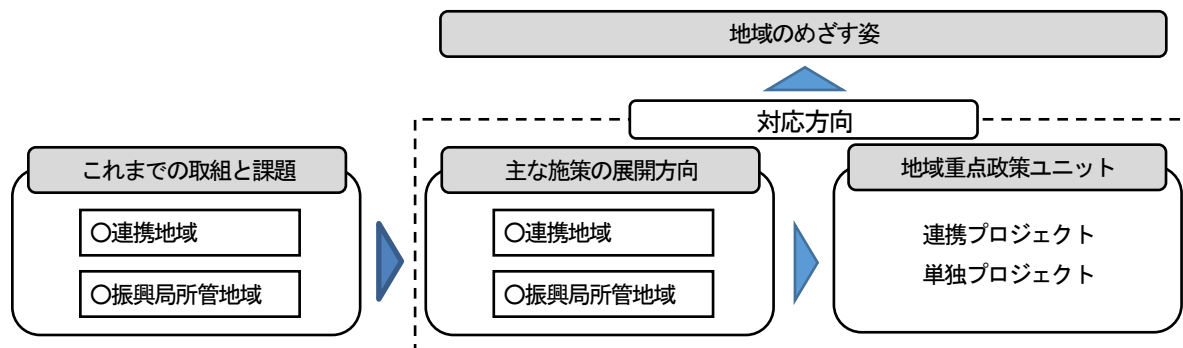 地域のめざす姿
対応方向
これまでの取組と課題
○連携地域
○振興局所管地域
主な施策の展開方向
○連携地域
○振興局所管地域
地域重点政策ユニット
連携プロジェクト
単独プロジェクト